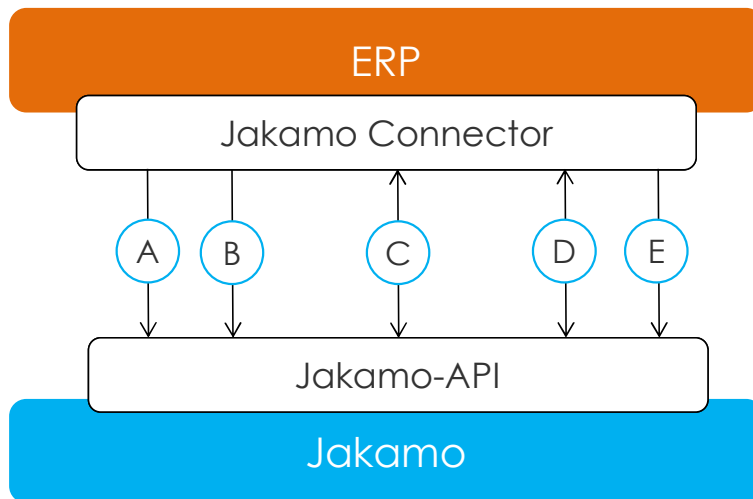 ERP
Jakamo Connector
A B C D E
Jakamo-API
Jakamo